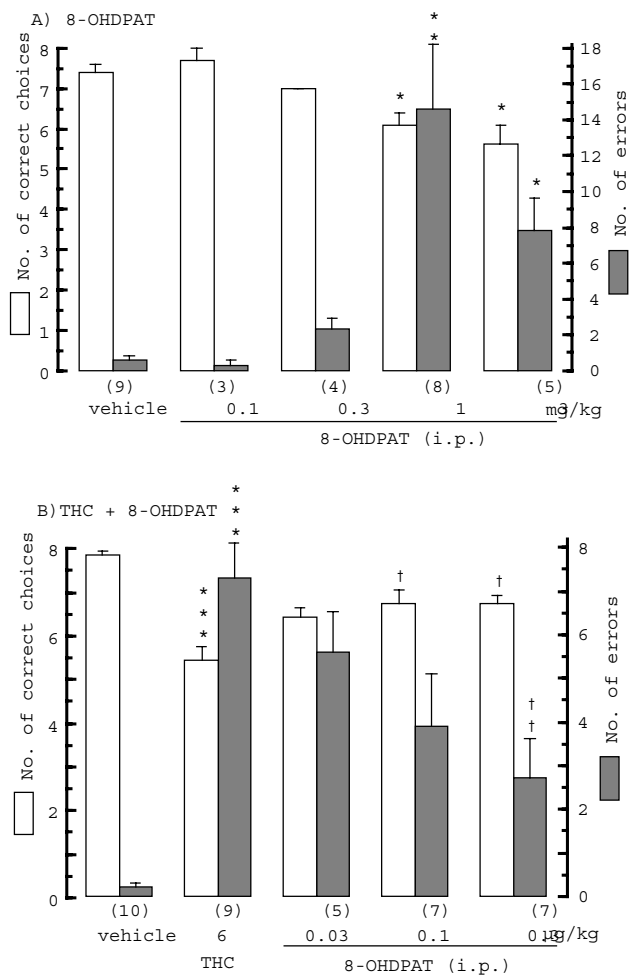 A) 8-OHDPAT
No. of correct choices
8
7
6
5
4
3
2
1
0
No. of errors
18
16
14
12
10
8
6
4
2
0
* * * * *
(9) (3) (4) (8) (5)
vehicle 0.1 0.3 1 3 mg/kg
8-OHDPAT (i.p.)
B)THC + 8-OHDPAT
No. of correct choices
8
6
4
2
0
No. of errors
8
6
4
2
0
* * * * * * † † † †
(10) (9) (5) (7) (7)
vehicle 6 0.03 0.1 0.3 µg/kg
THC 8-OHDPAT (i.p.)